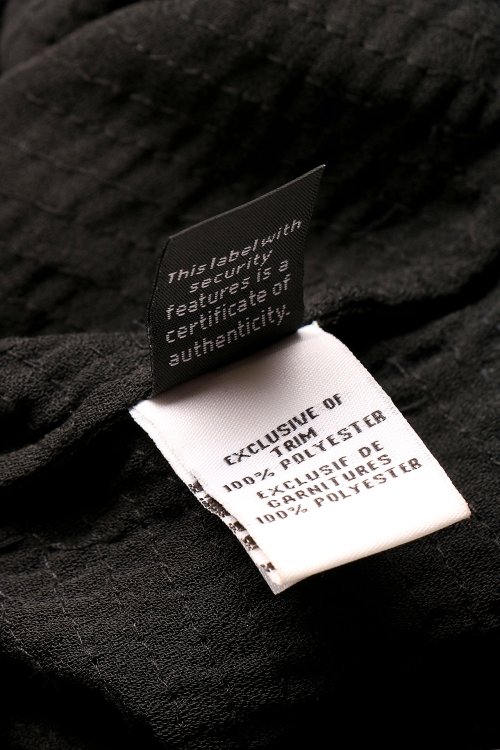 This label with
security
features is a
certificate of
authenticity.
EXCLUSIVE OF
TRIM
100% POLYESTER
EXCLUSIF DE
GARNITURES
100% POLYESTER